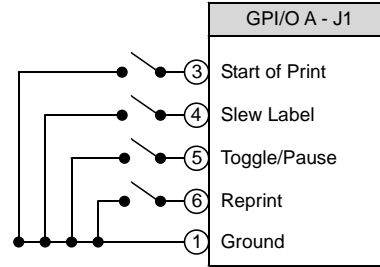 GPI/O A - J1
3 Start of Print
4 Slew Label
5 Toggle/Pause
6 Reprint
1 Ground